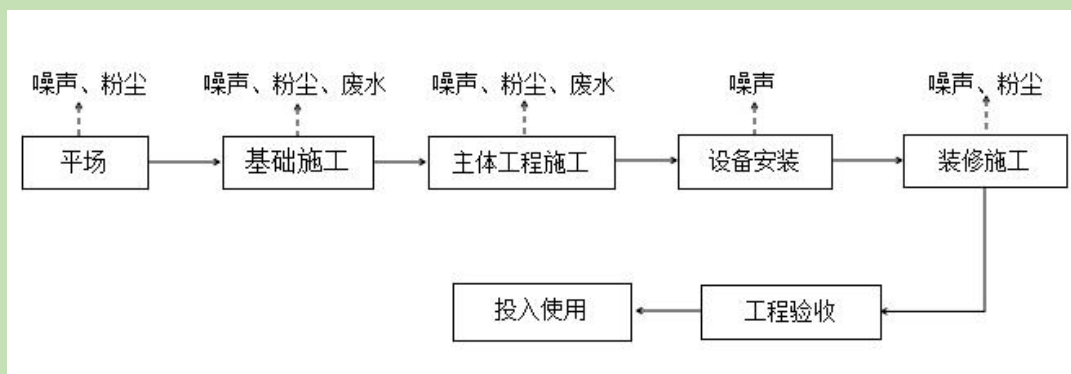 噪声、粉尘
噪声、粉尘、废水
噪声、粉尘、废水
噪声
噪声、粉尘
平场
基础施工
主体工程施工
设备安装
装修施工
投入使用
工程验收